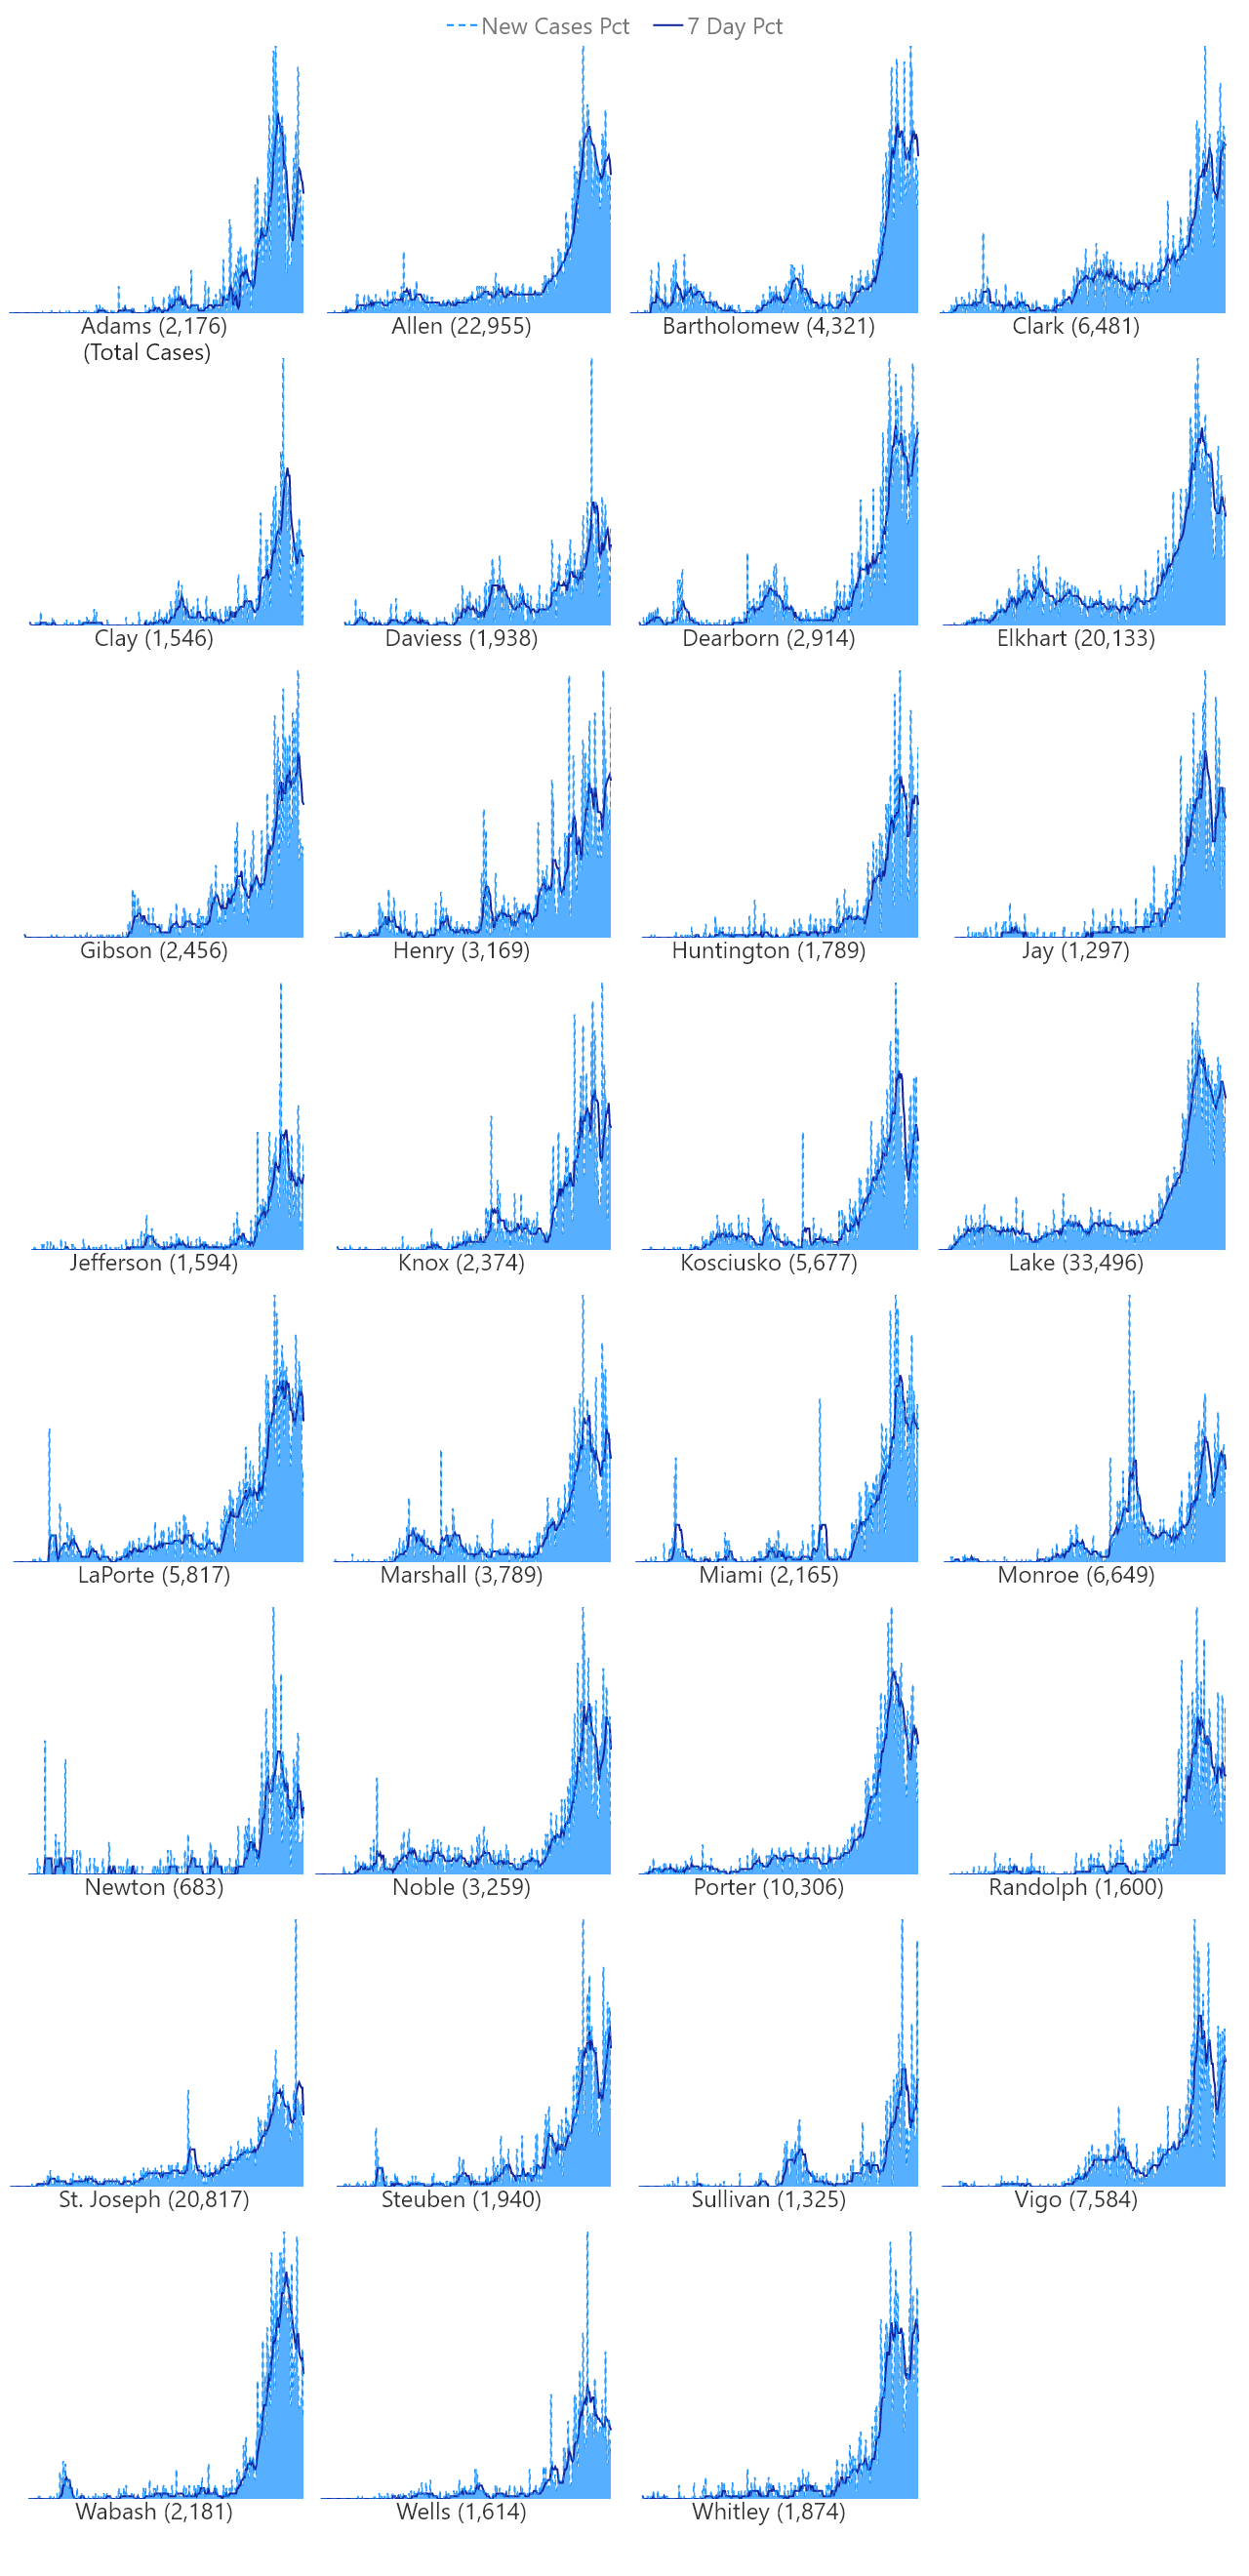 New Cases Pct 7 Day Pct
Adams (2,176) Allen (22,955) Bartholomew (4,321) Clark (6,481)
(Total Cases)
Clay (1,546) Daviess (1,938) Dearborn (2,914) Elkhart (20,133)
Gibson (2,456) Henry (3,169) Huntington (1,789) Jay (1,297)
Jefferson (1,594) Knox (2,374) Kosciusko (5,677) Lake (33,496)
LaPorte (5,817) Marshall (3,789) Miami (2,165) Monroe (6,649)
Newton (683) Noble (3,259) Porter (10,306) Randolph (1,600)
St. Joseph (20,817) Steuben (1,940) Sullivan (1,325) Vigo (7,584)
Wabash (2,181) Wells (1,614) Whitley (1,874)